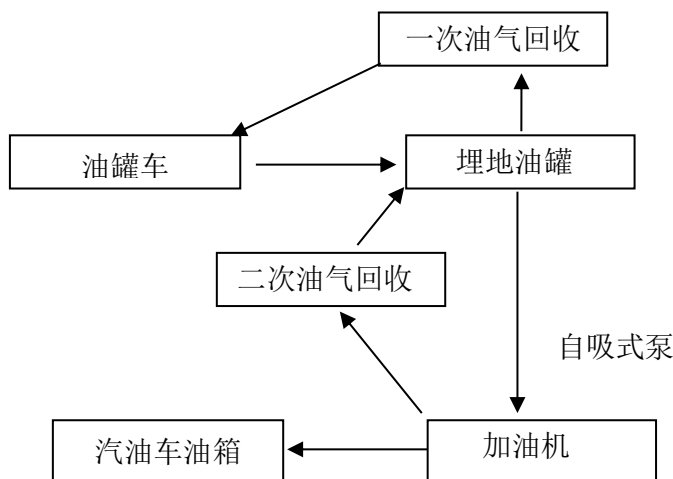 一次油气回收
油罐车
埋地油罐
二次油气回收
自吸式泵
汽油车油箱
加油机